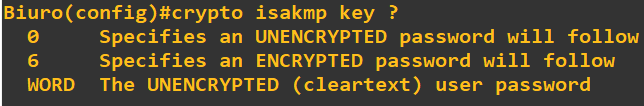 Biuro(config)#crypto isakmp key ?
0 Specifies an UNENCRYPTED password will follow
6 Specifies an ENCRYPTED password will follow
WORD The UNENCRYPTED (cleartext) user password